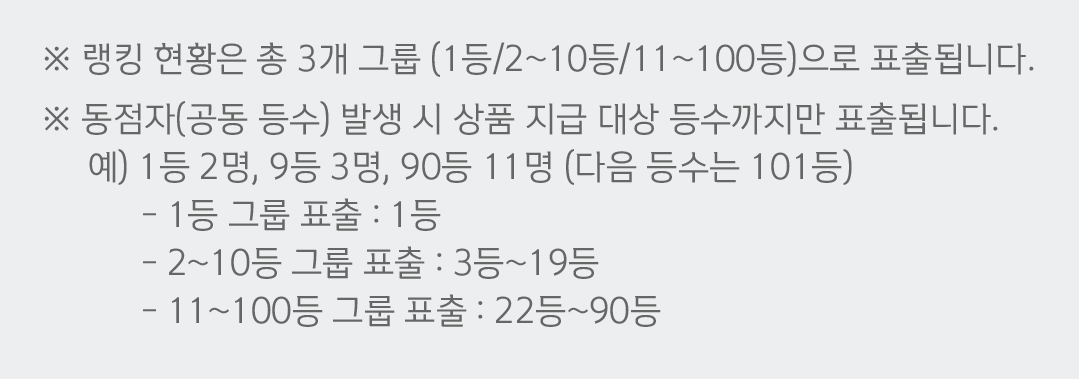 ※ 랭킹 현황은 총 3개 그룹 (1등/2~10등/11~100등)으로 표출됩니다.
※ 동점자(공동 등수) 발생 시 상품 지급 대상 등수까지만 표출됩니다.
예) 1등 2명, 9등 3명, 90등 11명 (다음 등수는 101등)
- 1등 그룹 표출 : 1등
- 2~10등 그룹 표출 : 3등~19등
- 11~100등 그룹 표출 : 22등~90등